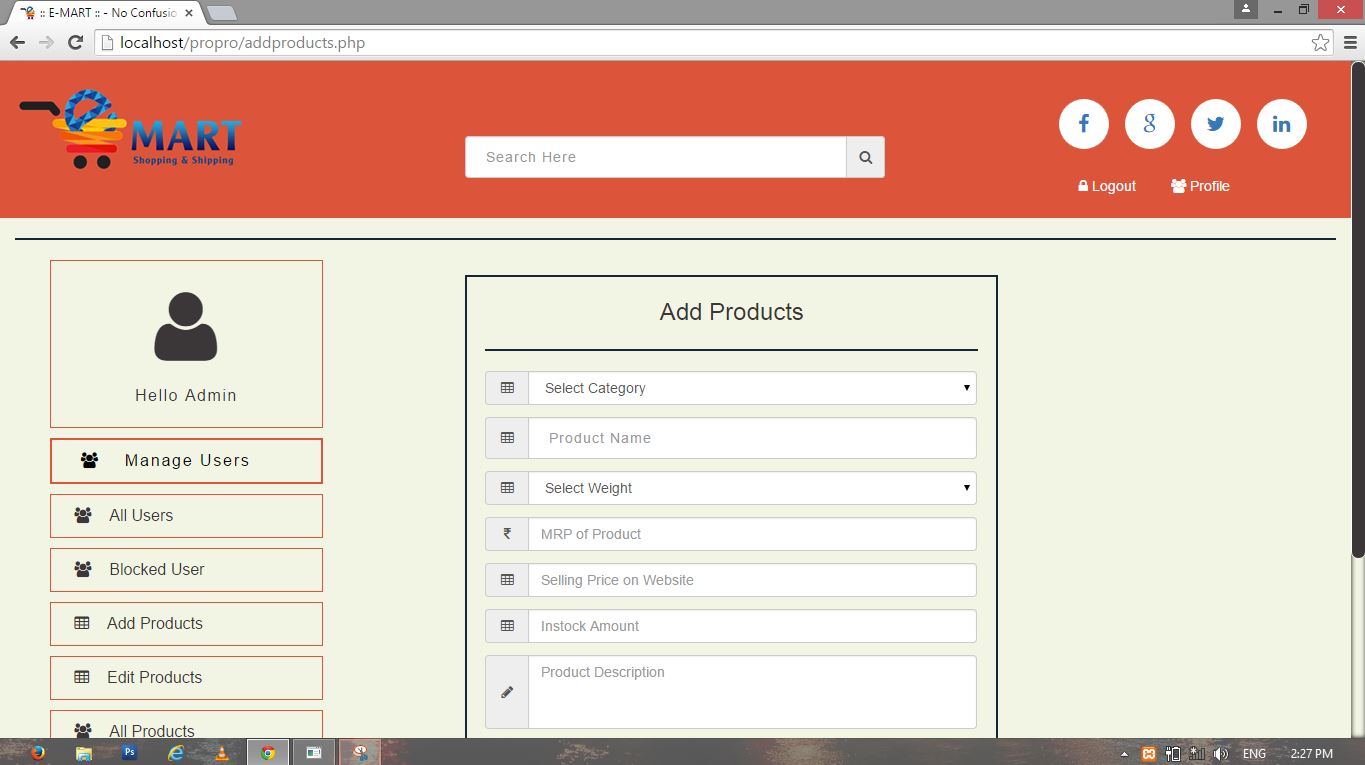 :: E-MART :: - No Confusio
localhost/propro/addproducts.php
e
MART
Shopping & Shipping
Search Here
f
g
in
Logout
Profile
Hello Admin
Manage Users
All Users
Blocked User
Add Products
Edit Products
All Products
Add Products
Select Category
Product Name
Select Weight
₹
MRP of Product
Selling Price on Website
Instock Amount
Product Description
Ps
ENG
2:27 PM